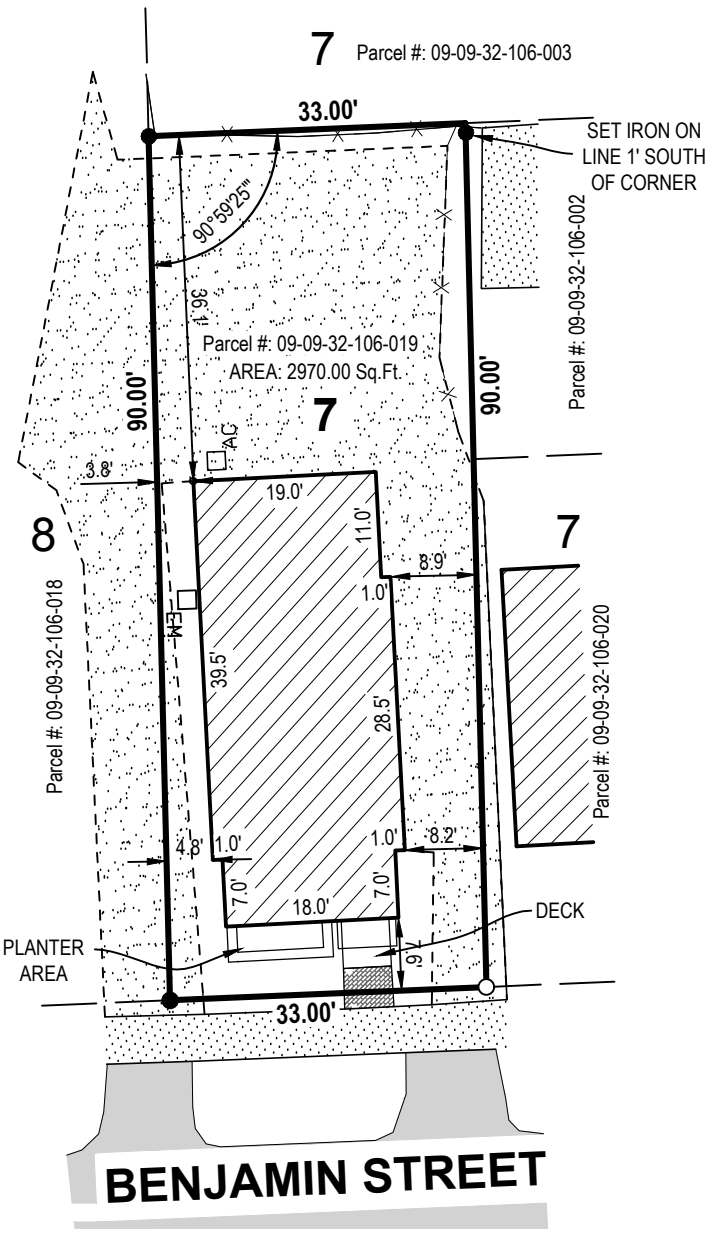 7 Parcel #: 09-09-32-106-003
33.00'
SET IRON ON
LINE 1' SOUTH
OF CORNER
90°59'25"
36.1'
Parcel #: 09-09-32-106-002
Parcel #: 09-09-32-106-019
AREA: 2970.00 Sq.Ft.
7
90.00'
90.00'
AC
3.8'
19.0'
11.0'
8
7
8.9'
1.0'
EM
Parcel #: 09-09-32-106-018
39.5'
28.5'
Parcel #: 09-09-32-106-020
4.8'
1.0'
1.0'
8.2'
7.0'
7.0'
18.0'
DECK
PLANTER
AREA
7.6'
33.00'
BENJAMIN STREET